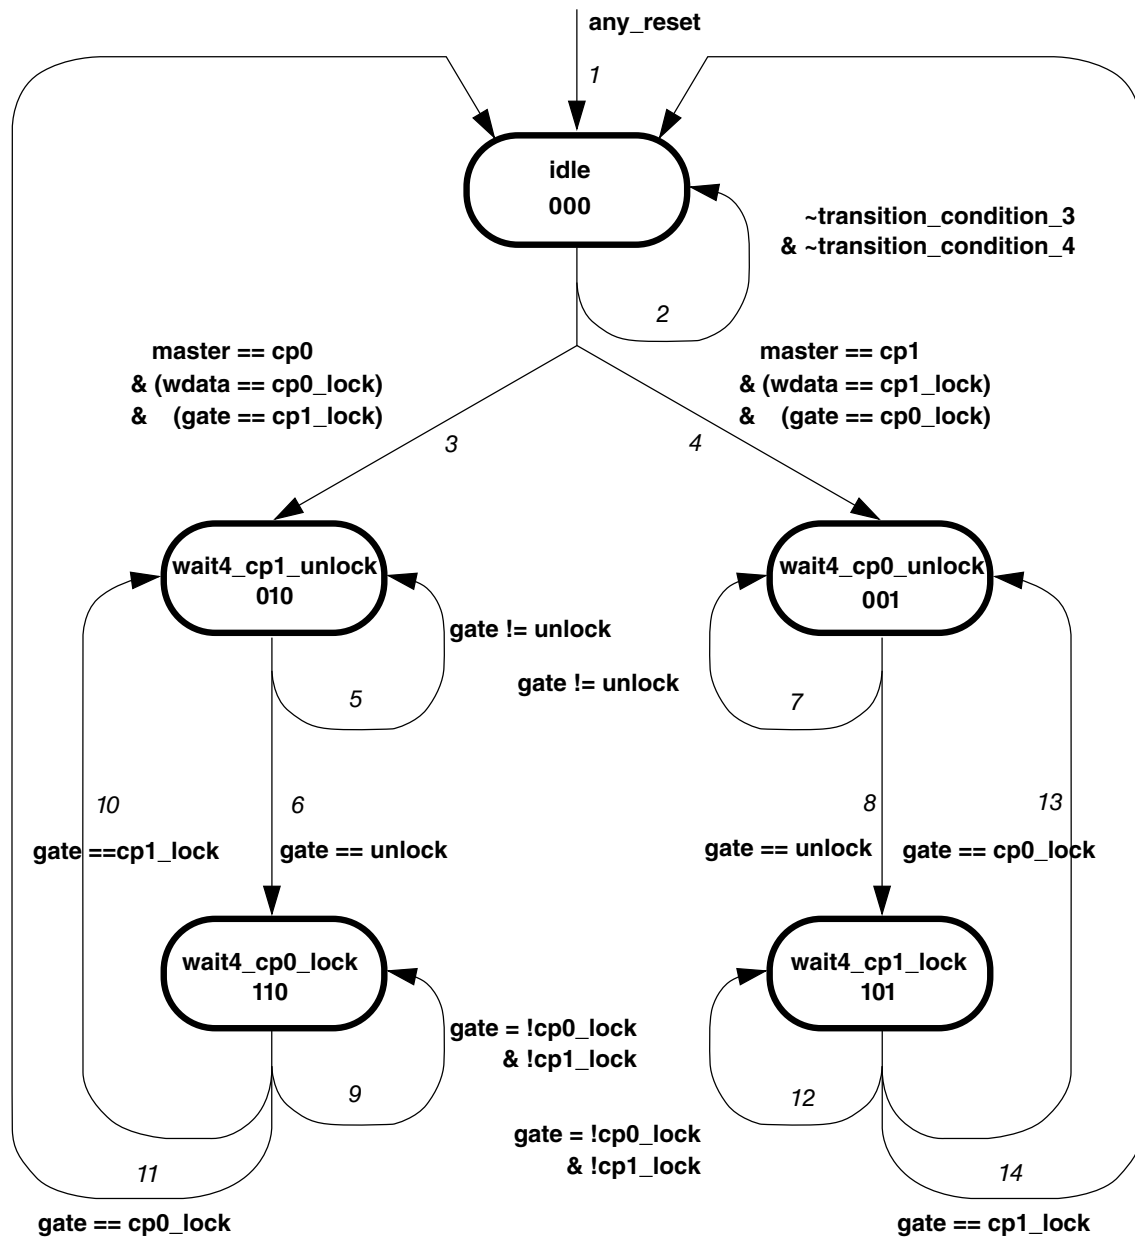 any_reset
1
idle
000
~transition_condition_3
& ~transition_condition_4
2
master == cp0
& (wdata == cp0_lock)
& (gate == cp1_lock)
master == cp1
& (wdata == cp1_lock)
& (gate == cp0_lock)
3
4
wait4_cp1_unlock
010
wait4_cp0_unlock
001
gate != unlock
gate != unlock
5
7
10
6
8
13
gate ==cp1_lock
gate == unlock
gate == unlock
gate == cp0_lock
wait4_cp0_lock
110
wait4_cp1_lock
101
gate = !cp0_lock
& !cp1_lock
9
12
gate = !cp0_lock
& !cp1_lock
11
14
gate == cp0_lock
gate == cp1_lock